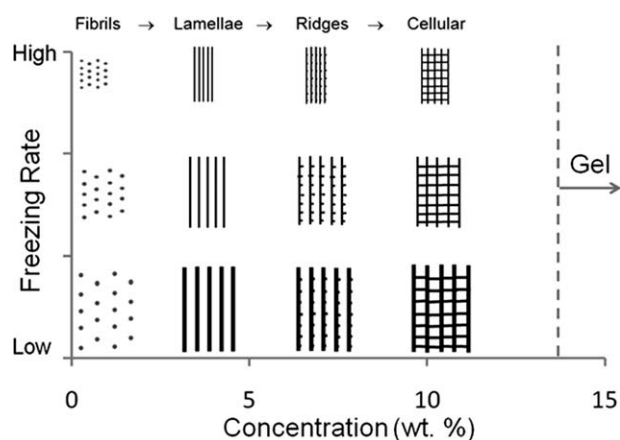 Fibrils → Lamellae → Ridges → Cellular
High
Freezing Rate
Gel
Low
0 5 10 15
Concentration (wt. %)